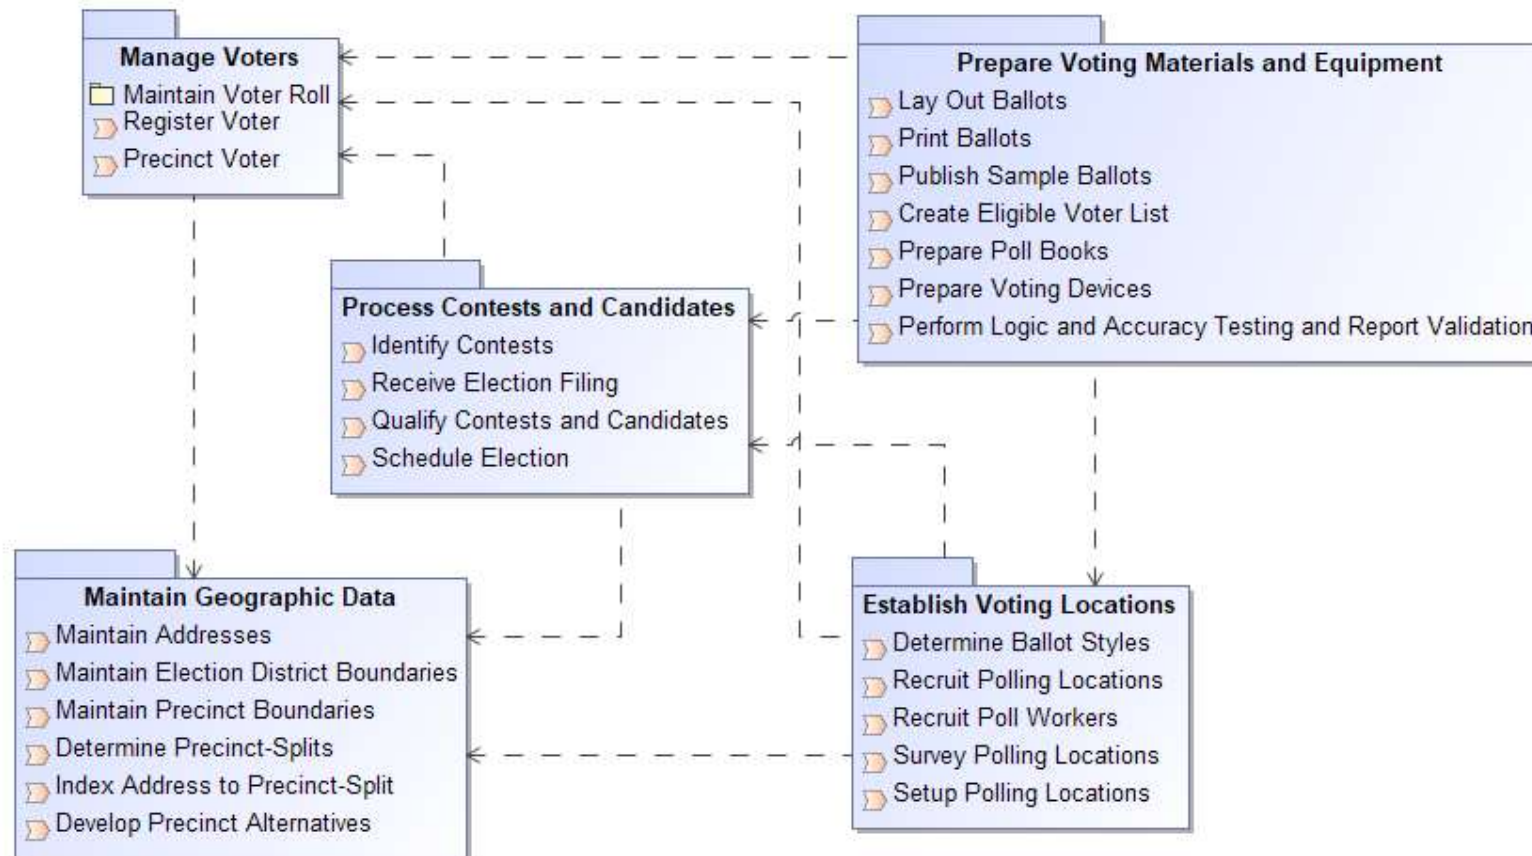 Manage Voters
Maintain Voter Roll
Register Voter
Precinct Voter
Prepare Voting Materials and Equipment
Lay Out Ballots
Print Ballots
Publish Sample Ballots
Create Eligible Voter List
Prepare Poll Books
Prepare Voting Devices
Perform Logic and Accuracy Testing and Report Validation
Process Contests and Candidates
Identify Contests
Receive Election Filing
Qualify Contests and Candidates
Schedule Election
Maintain Geographic Data
Maintain Addresses
Maintain Election District Boundaries
Maintain Precinct Boundaries
Determine Precinct-Splits
Index Address to Precinct-Split
Develop Precinct Alternatives
Establish Voting Locations
Determine Ballot Styles
Recruit Polling Locations
Recruit Poll Workers
Survey Polling Locations
Setup Polling Locations